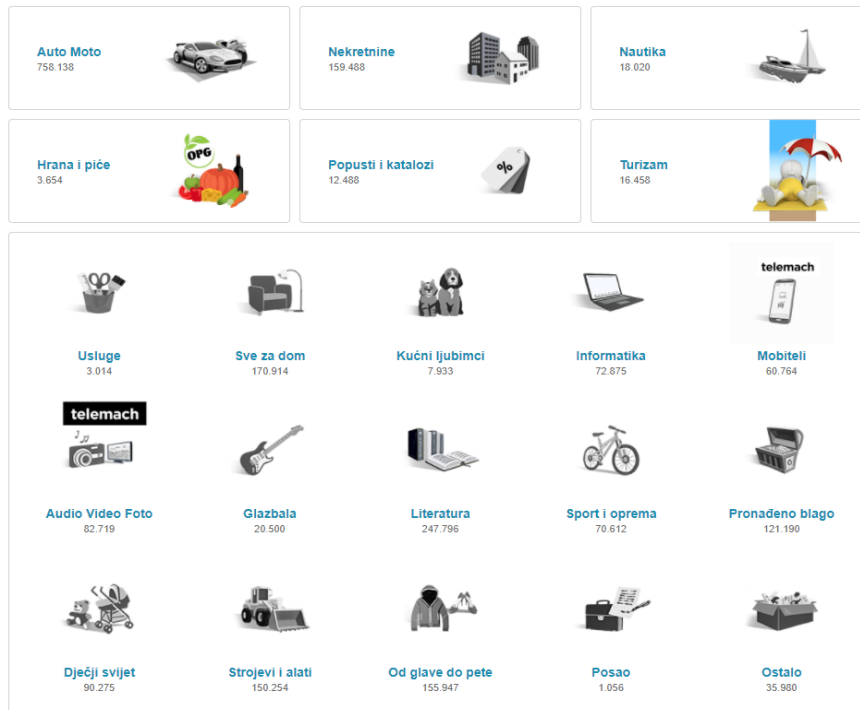 Auto Moto
758.138
Nekretnine
159.488
Nautika
18.020
Hrana i piće
3.654
OPG
Popusti i katalozi
12.488
%
Turizam
16.458
telemach
Usluge
3.014
Sve za dom
170.914
Kućni ljubimci
7.933
Informatika
72.875
Mobiteli
60.764
telemach
Audio Video Foto
82.719
Glazbala
20.500
Literatura
247.796
Sport i oprema
70.612
Pronađeno blago
121.190
Dječji svijet
90.275
Strojevi i alati
150.254
Od glave do pete
155.947
Posao
1.056
Ostalo
35.980